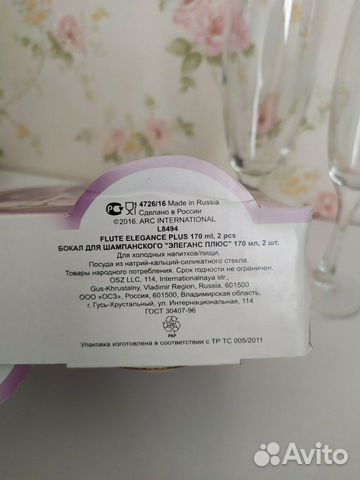 4726/16 Made in Russia
Сделано в России
©2016. ARC INTERNATIONAL
L8494
FLUTE ELEGANCE PLUS 170 ml, 2 pcs
БОКАЛ ДЛЯ ШАМПАНСКОГО "ЭЛЕГАНС ПЛЮС" 170 мл, 2 шт.
Для холодных напитков/пищи.
Посуда из натрий-кальций-силикатного стекла.
Товары народного потребления. Срок годности не ограничен.
OSZ LLC, 114, Internationalnaya str.,
Gus-Khrustalny, Vladimir Region, Russia, 601500
ООО «ОСЗ», Россия, 601500, Владимирская область,
г. Гусь-Хрустальный, ул. Интернациональная, 114
ГОСТ 30407-96
PAP
Упаковка изготовлена в соответствии с ТР ТС 005/2011
Avito